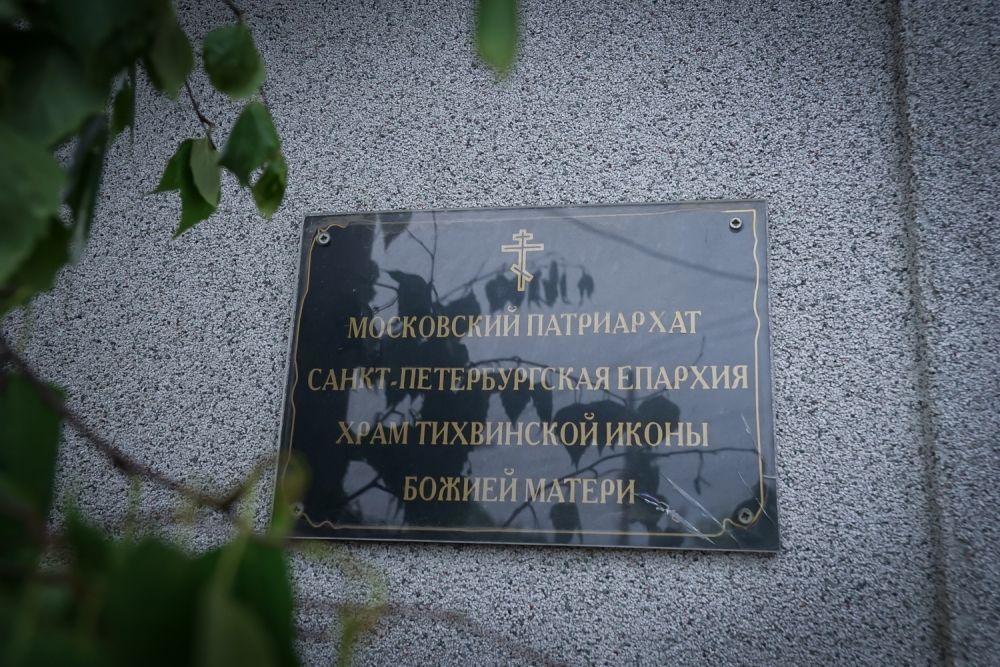 МОСКОВСКИЙ ПАТРИАРХАТ
САНКТ-ПЕТЕРБУРГСКАЯ ЕПАРХИЯ
ХРАМ ТИХВИНСКОЙ ИКОНЫ
БОЖИЕЙ МАТЕРИ